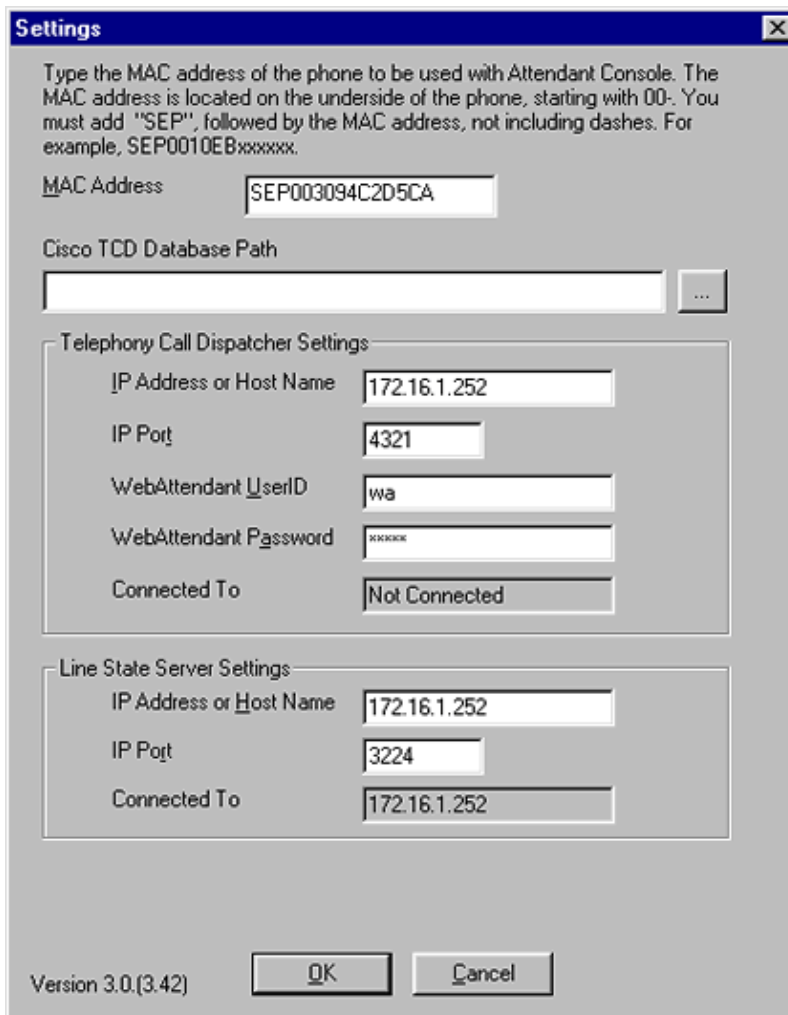 Settings
Type the MAC address of the phone to be used with Attendant Console. The
MAC address is located on the underside of the phone, starting with 00-. You
must add "SEP", followed by the MAC address, not including dashes. For
example, SEP0010EBxxxxxx.
MAC Address SEP003094C2D5CA
Cisco TCD Database Path
...
Telephony Call Dispatcher Settings
IP Address or Host Name 172.16.1.252
IP Port 4321
WebAttendant UserID wa
WebAttendant Password *****
Connected To Not Connected
Line State Server Settings
IP Address or Host Name 172.16.1.252
IP Port 3224
Connected To 172.16.1.252
Version 3.0.(3.42) OK Cancel